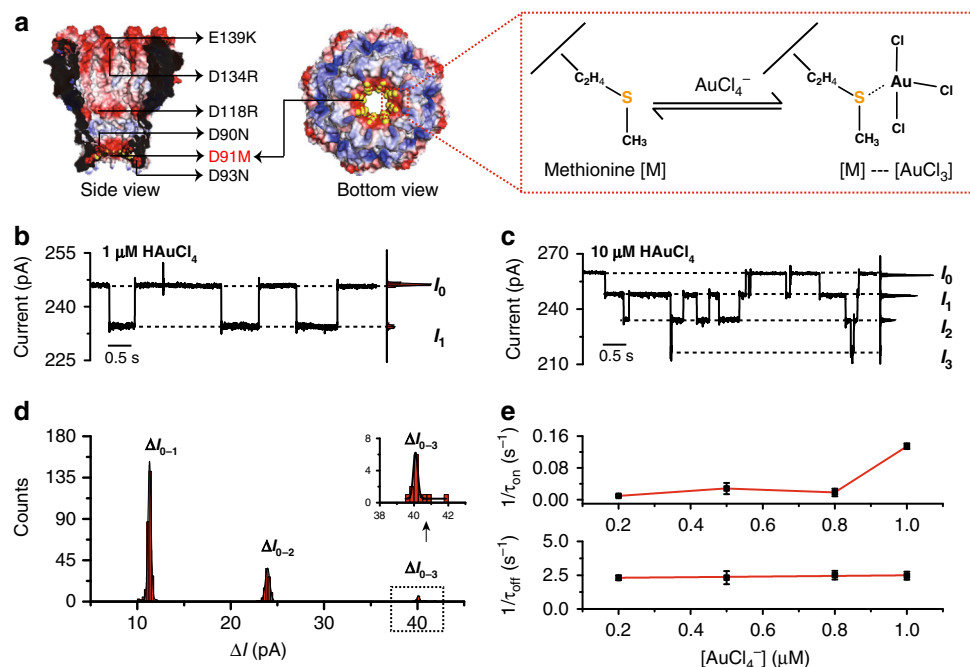 a
E139K
D134R
D118R
D90N
D91M
D93N
Side view
Bottom view
C₂H₄
S
CH₃
Methionine [M]
AuCl₄⁻
C₂H₄
S
CH₃
Cl
Au
Cl
Cl
[M] --- [AuCl₃]
b
1 μM HAuCl₄
Current (pA)
255
240
225
0.5 s
I₀
I₁
c
10 μM HAuCl₄
Current (pA)
270
250
230
210
0.5 s
I₀
I₁
I₂
I₃
d
Counts
180
135
90
45
0
ΔI₀₋₁
ΔI₀₋₂
ΔI₀₋₃
10 20 30 40
ΔI (pA)
ΔI₀₋₃
8
4
0
38 40 42
e
1/τon (s⁻¹)
0.16
0.08
0.00
0.2 0.4 0.6 0.8 1.0
1/τoff (s⁻¹)
5.0
2.5
0.0
0.2 0.4 0.6 0.8 1.0
[AuCl₄⁻] (μM)